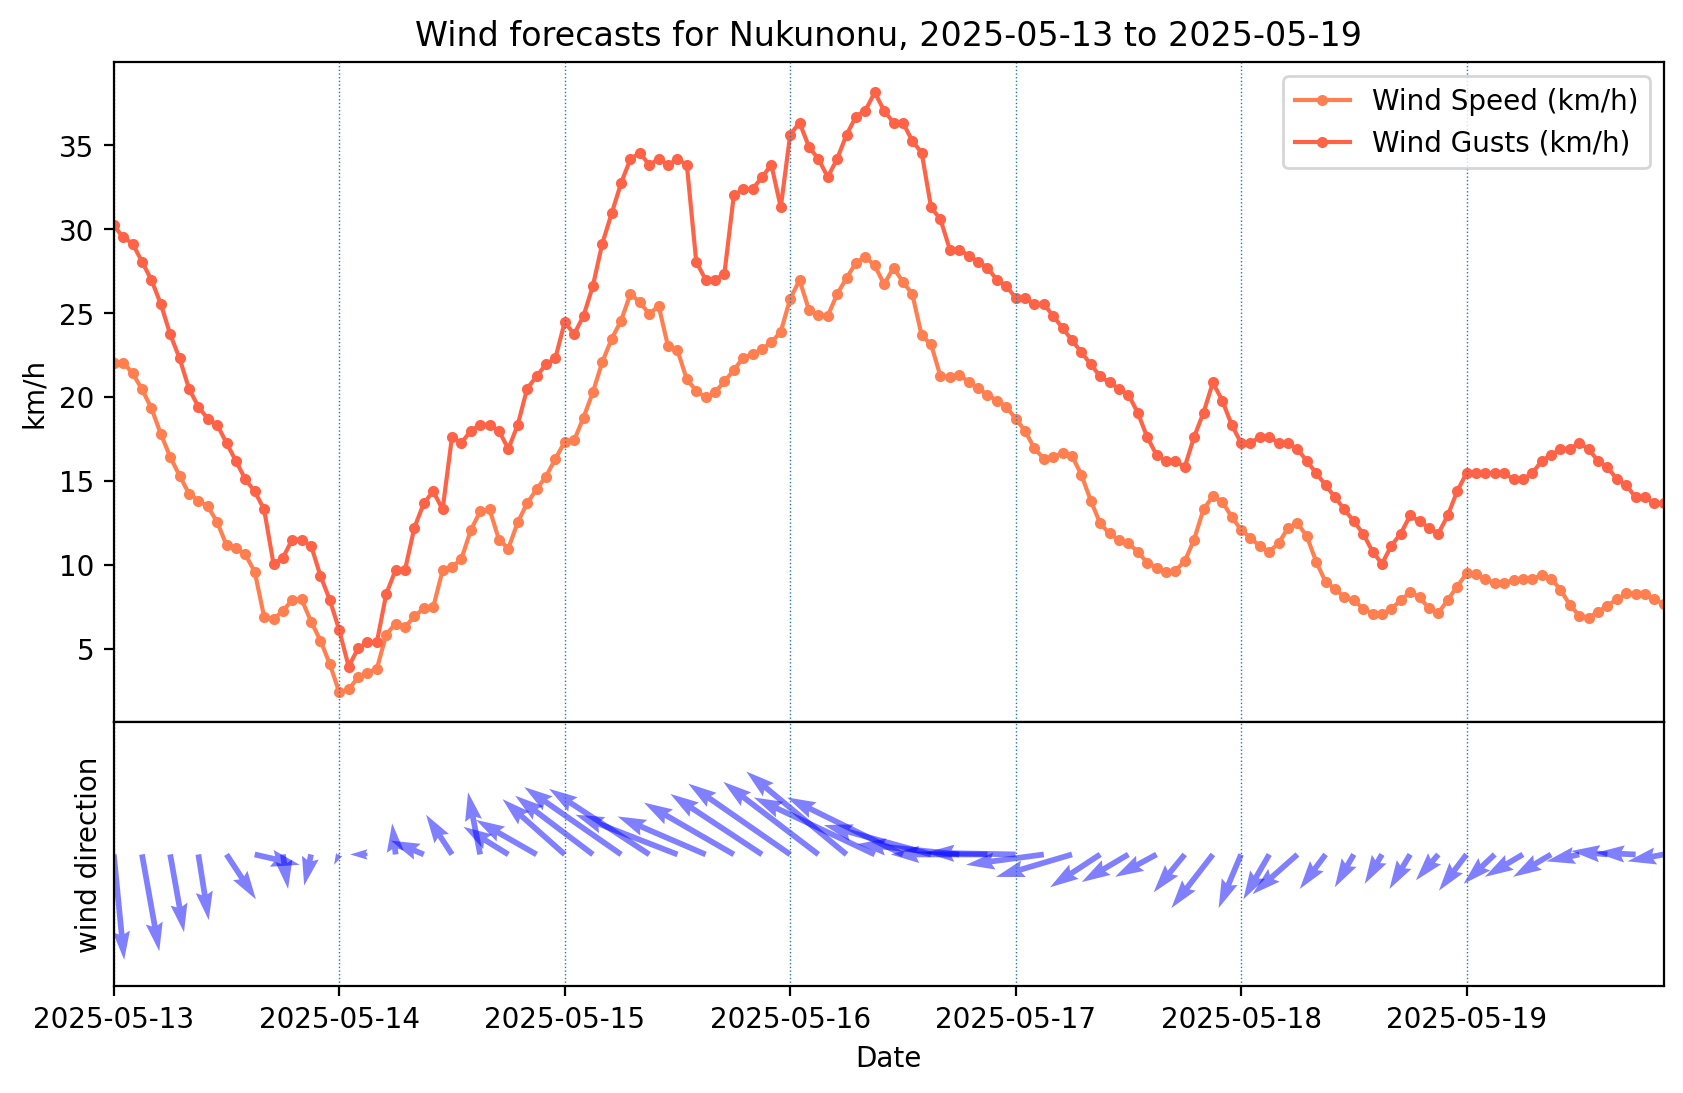 Wind forecasts for Nukunonu, 2025-05-13 to 2025-05-19
Wind Speed (km/h)
Wind Gusts (km/h)
km/h
35
30
25
20
15
10
5
wind direction
2025-05-13 2025-05-14 2025-05-15 2025-05-16 2025-05-17 2025-05-18 2025-05-19
Date